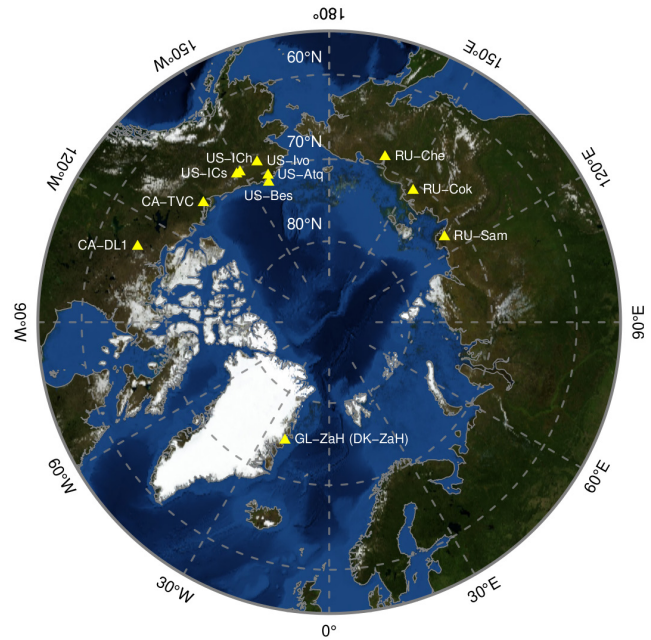 180°
150°W
150°E
60°N
70°N
120°W
120°E
US−ICh
US−Ivo
US−ICs
US−Atq
US−Bes
RU−Che
RU−Cok
CA−TVC
80°N
RU−Sam
CA−DL1
90°W
90°E
GL−ZaH (DK−ZaH)
60°W
60°E
30°W
30°E
0°